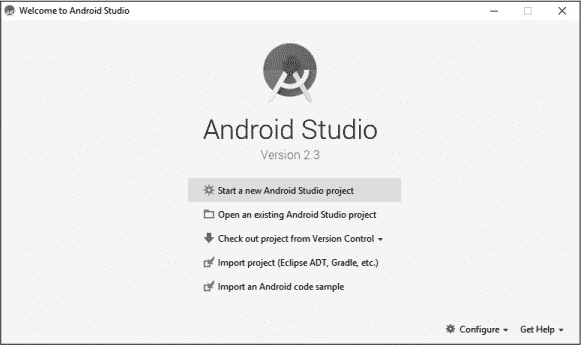 Welcome to Android Studio
Android Studio
Version 2.3
Start a new Android Studio project
Open an existing Android Studio project
Check out project from Version Control
Import project (Eclipse ADT, Gradle, etc.)
Import an Android code sample
Configure
Get Help